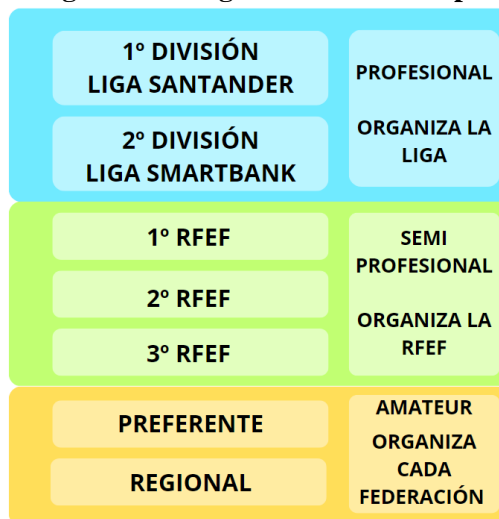 1º DIVISIÓN
LIGA SANTANDER
PROFESIONAL
ORGANIZA LA
LIGA
2º DIVISIÓN
LIGA SMARTBANK
1º RFEF
2º RFEF
3º RFEF
SEMI
PROFESIONAL
ORGANIZA LA
RFEF
PREFERENTE
REGIONAL
AMATEUR
ORGANIZA
CADA
FEDERACIÓN